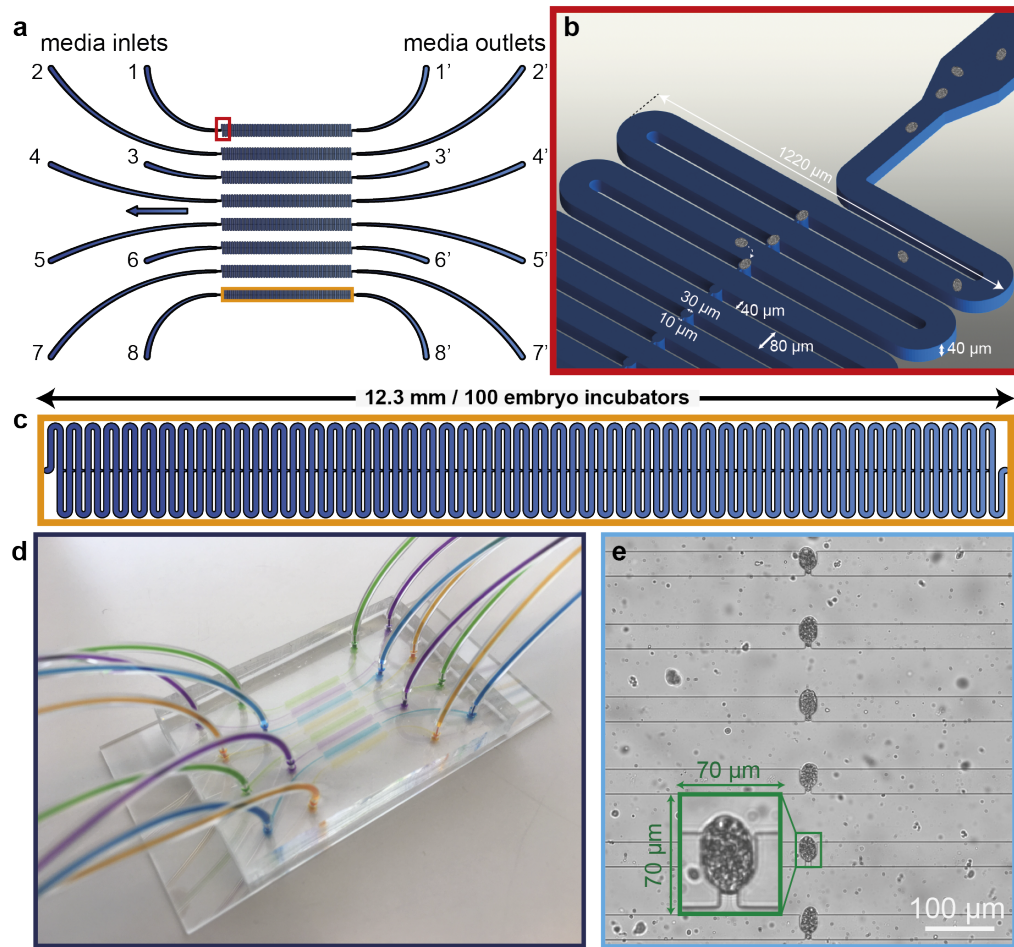 a
media inlets
media outlets
2
1
1’
2’
4
3
3’
4’
5
6
6’
5’
7
8
8’
7’
b
1220 µm
30 µm
10 µm
40 µm
80 µm
40 µm
12.3 mm / 100 embryo incubators
c
d
e
70 µm
70 µm
100 µm